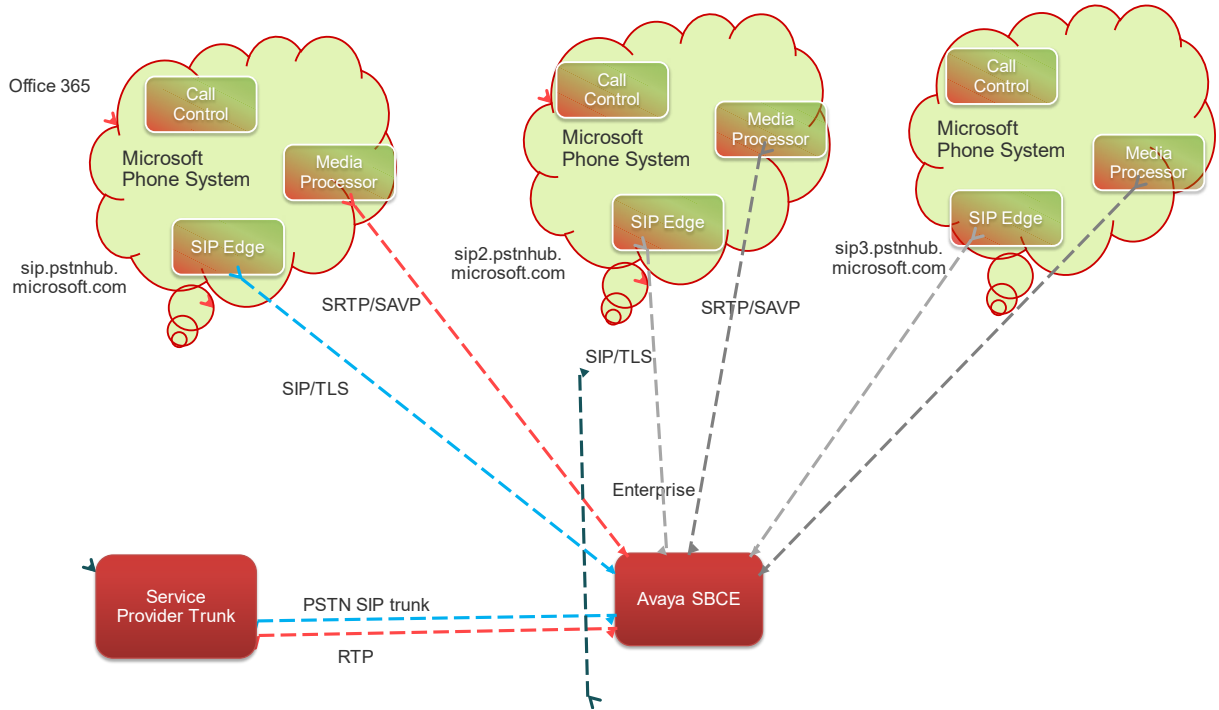 Office 365
Call
Control
Microsoft
Phone System
Media
Processor
SIP Edge
sip.pstnhub.
microsoft.com
SRTP/SAVP
SIP/TLS
Call
Control
Microsoft
Phone System
Media
Processor
SIP Edge
sip2.pstnhub.
microsoft.com
SRTP/SAVP
SIP/TLS
Call
Control
Microsoft
Phone System
Media
Processor
SIP Edge
sip3.pstnhub.
microsoft.com
Enterprise
Service
Provider Trunk
PSTN SIP trunk
RTP
Avaya SBCE